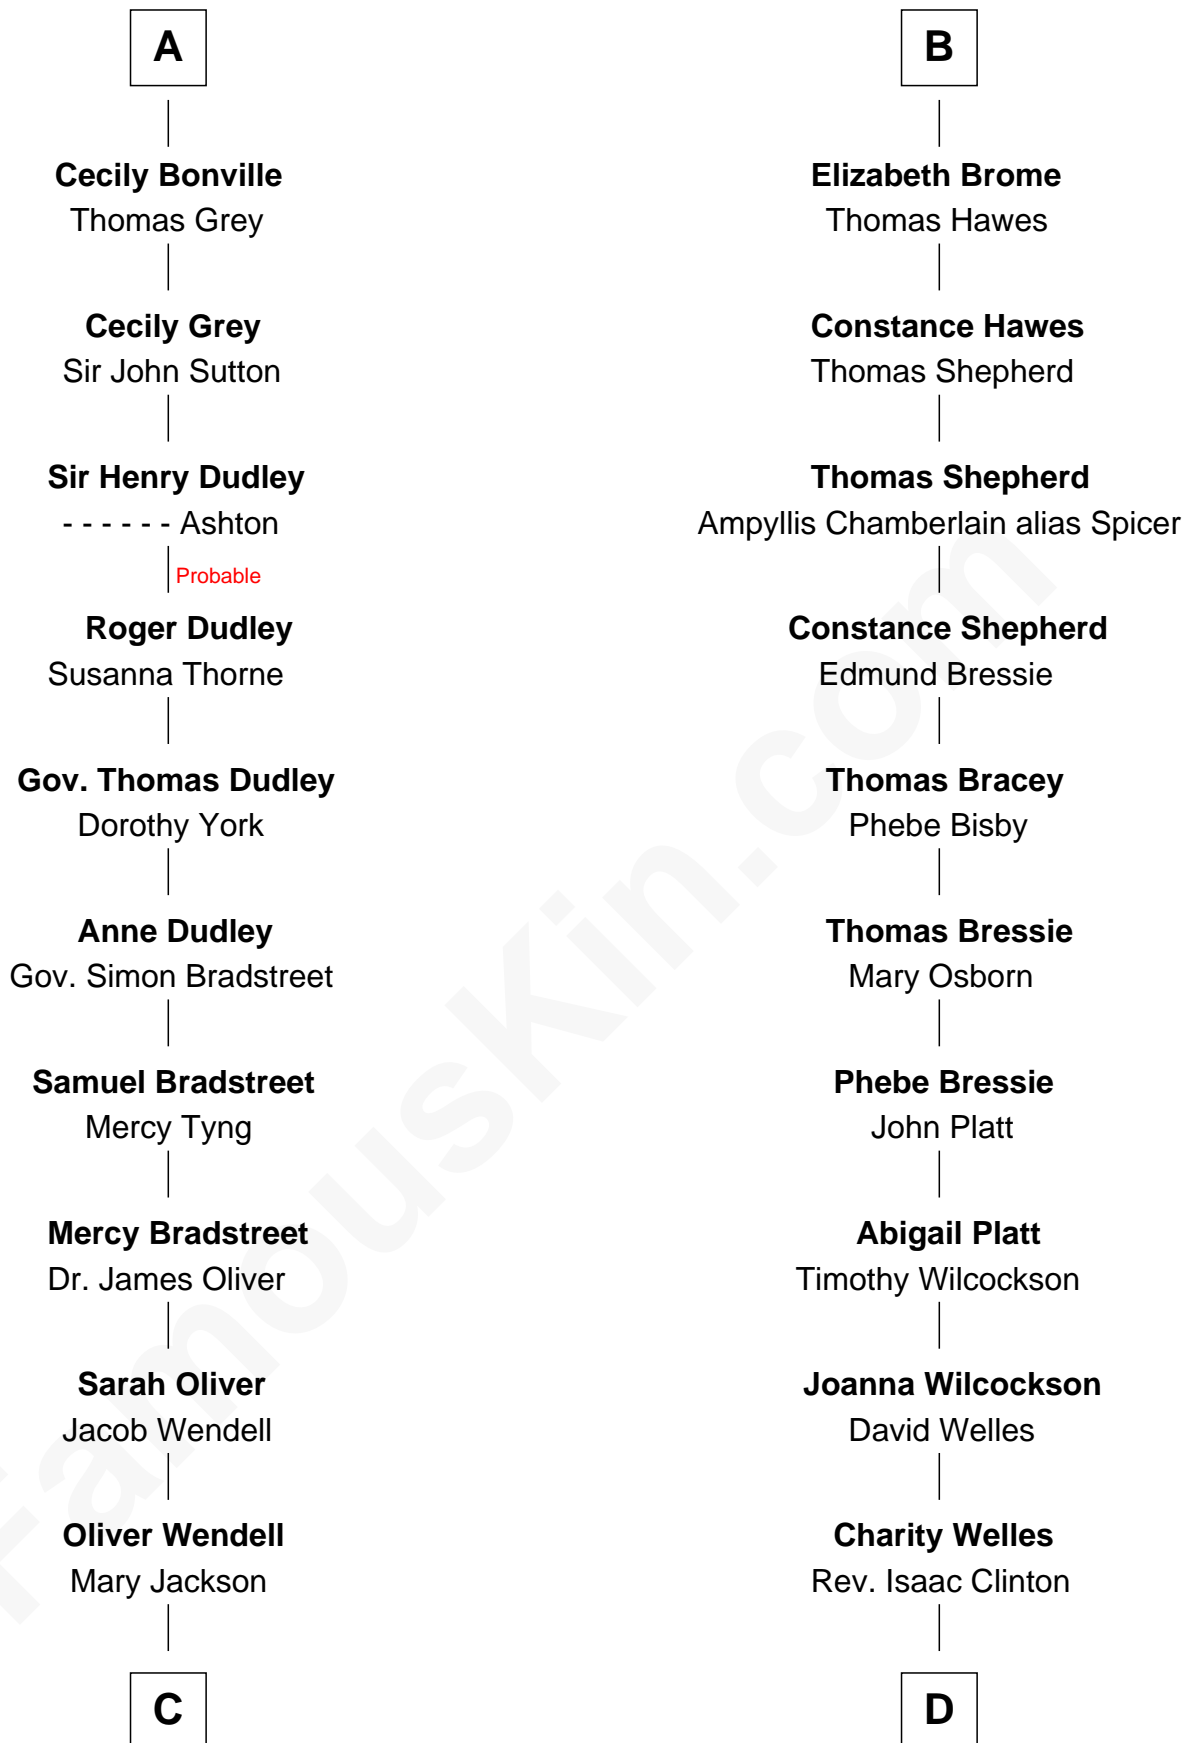 A
Cecily Bonville
Thomas Grey
Cecily Grey
Sir John Sutton
Sir Henry Dudley
- - - - - - Ashton
Probable
Roger Dudley
Susanna Thorne
Gov. Thomas Dudley
Dorothy York
Anne Dudley
Gov. Simon Bradstreet
Samuel Bradstreet
Mercy Tyng
Mercy Bradstreet
Dr. James Oliver
Sarah Oliver
Jacob Wendell
Oliver Wendell
Mary Jackson
C
B
Elizabeth Brome
Thomas Hawes
Constance Hawes
Thomas Shepherd
Thomas Shepherd
Ampyllis Chamberlain alias Spicer
Constance Shepherd
Edmund Bressie
Thomas Bracey
Phebe Bisby
Thomas Bressie
Mary Osborn
Phebe Bressie
John Platt
Abigail Platt
Timothy Wilcockson
Joanna Wilcockson
David Welles
Charity Welles
Rev. Isaac Clinton
D
FamousKin.com